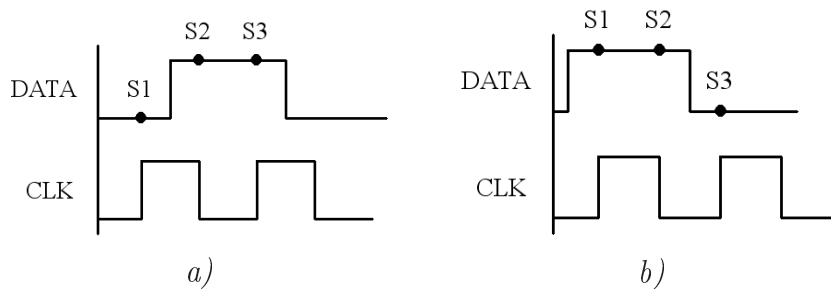 S1 S2 S3
DATA
CLK
a)
S1 S2
S3
DATA
CLK
b)